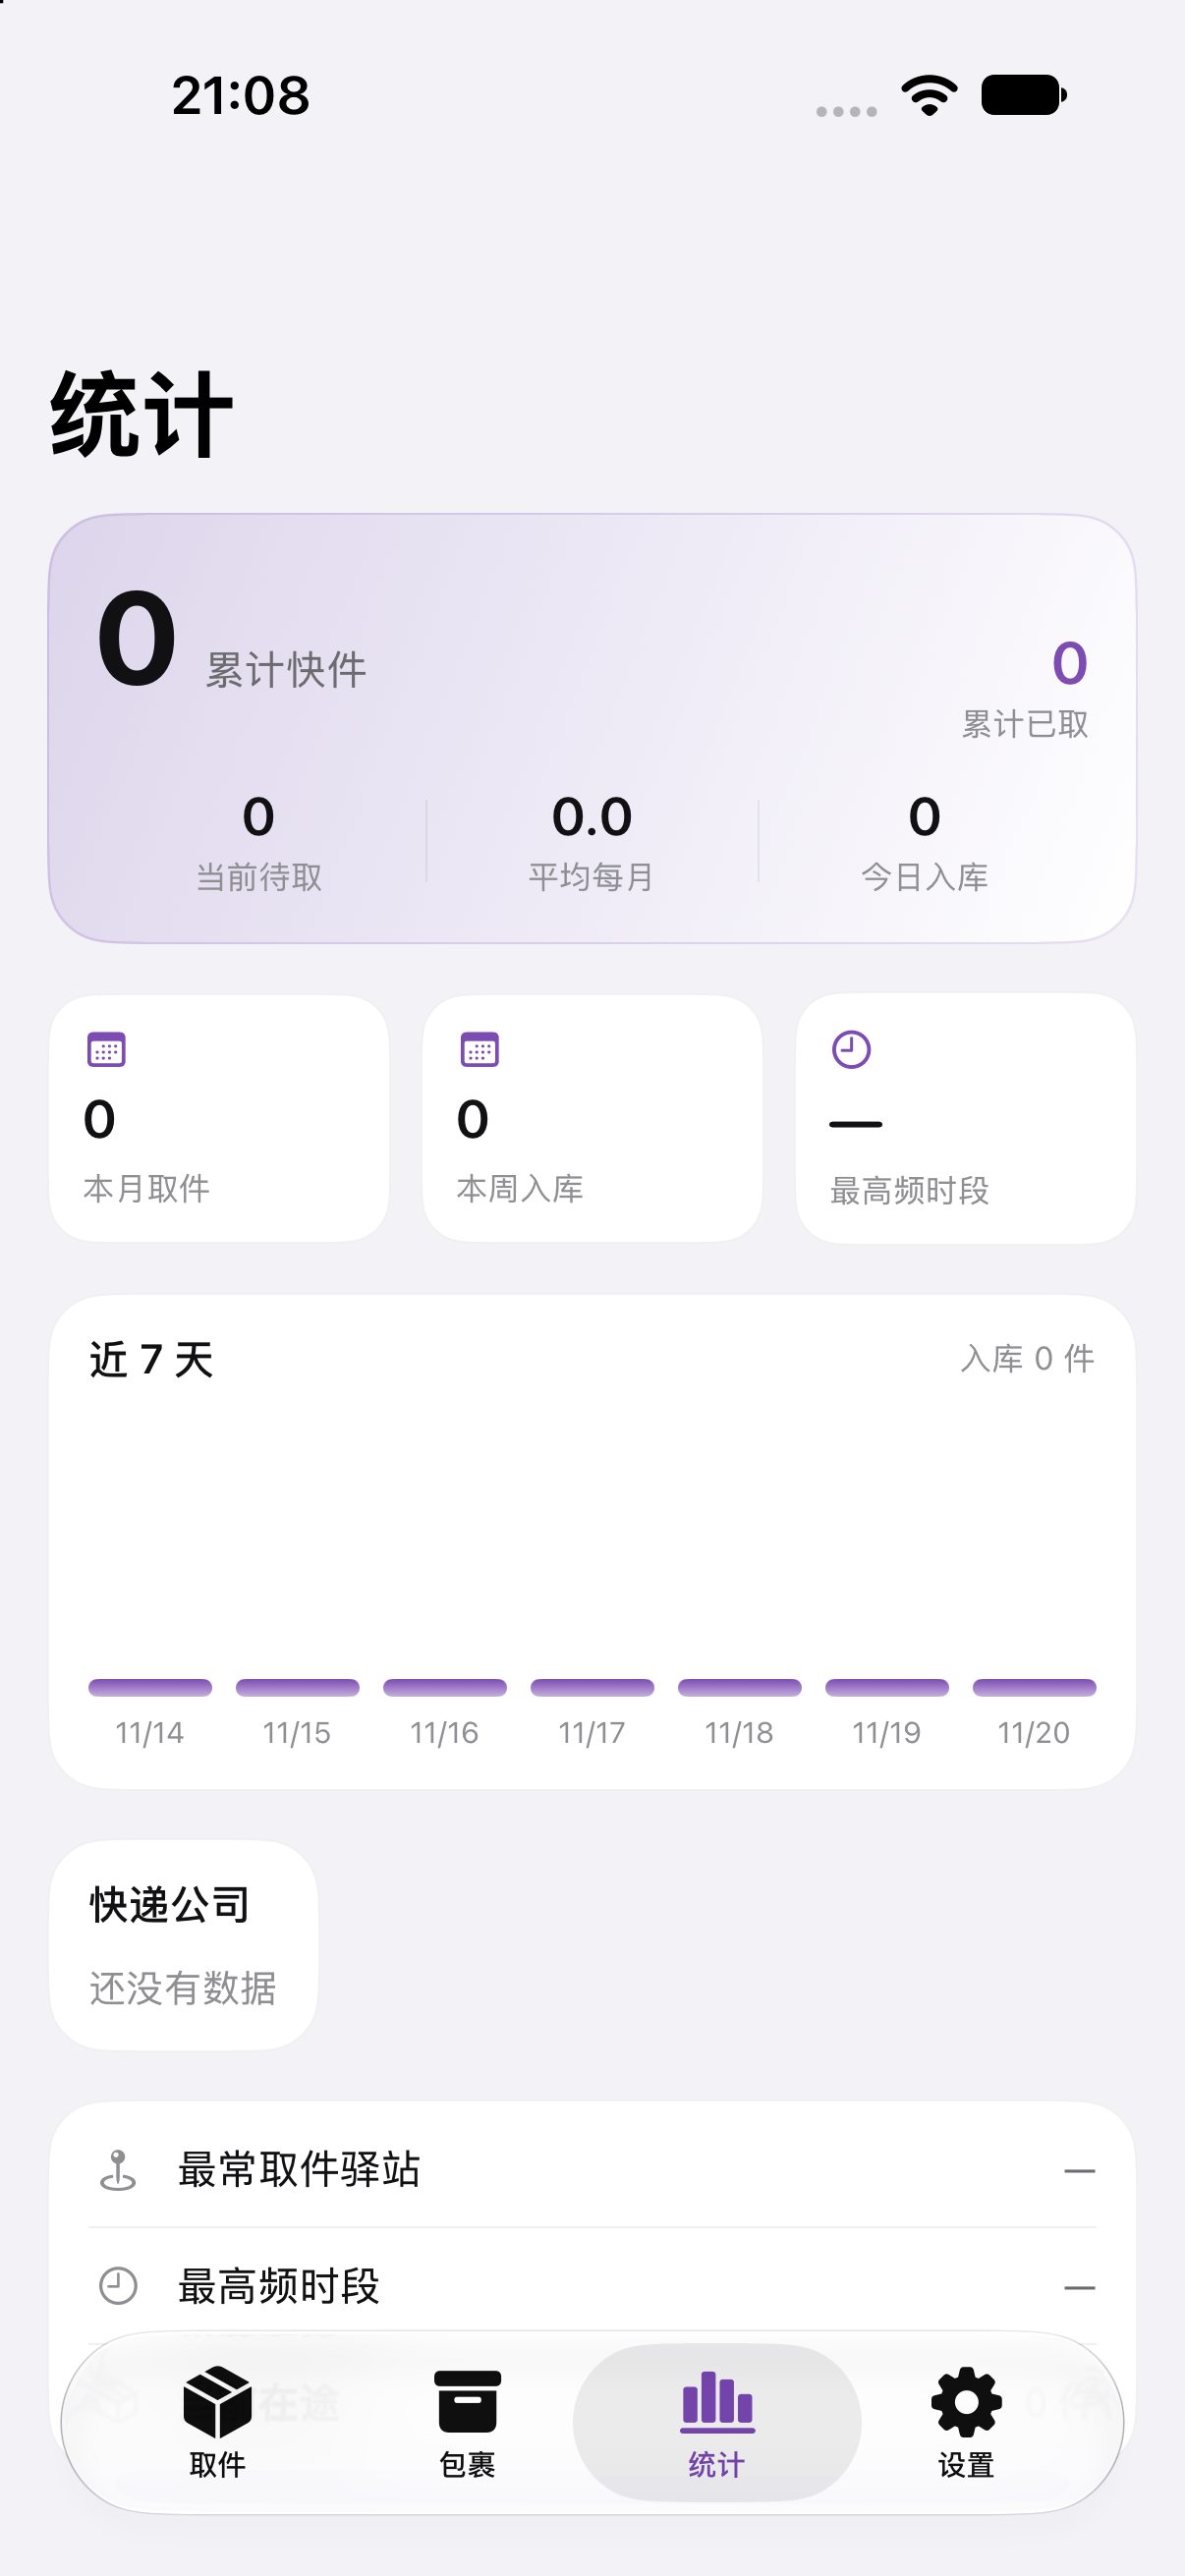 21:08
统计
0 累计快件
0
累计已取
0
当前待取
0.0
平均每月
0
今日入库
0
本月取件
0
本周入库
—
最高频时段
近 7 天
入库 0 件
11/14 11/15 11/16 11/17 11/18 11/19 11/20
快递公司
还没有数据
最常取件驿站 —
最高频时段 —
在途 0 件
取件 包裹 统计 设置